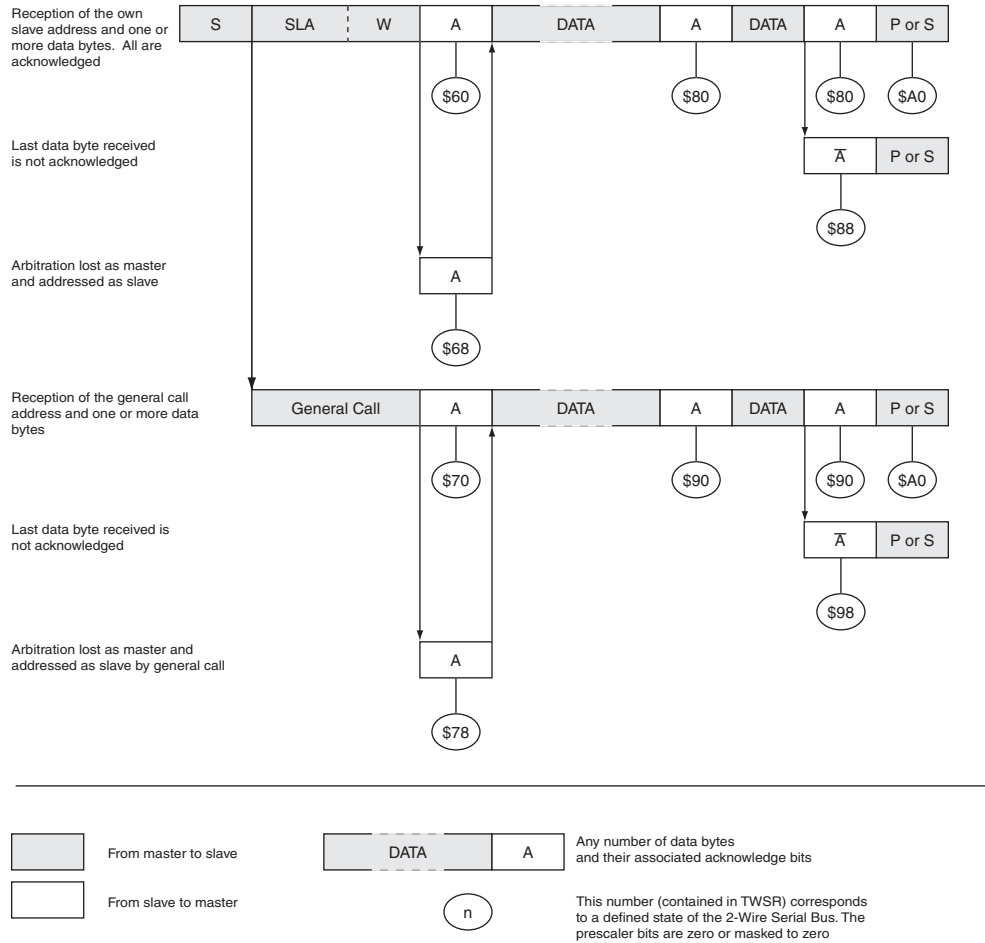 Reception of the own
slave address and one or
more data bytes. All are
acknowledged
S SLA W A DATA A DATA A P or S
$60 $80 $80 $A0
Last data byte received
is not acknowledged
A̅ P or S
$88
Arbitration lost as master
and addressed as slave
A
$68
Reception of the general call
address and one or more data
bytes
General Call A DATA A DATA A P or S
$70 $90 $90 $A0
Last data byte received is
not acknowledged
A̅ P or S
$98
Arbitration lost as master and
addressed as slave by general call
A
$78
From master to slave
DATA A
Any number of data bytes
and their associated acknowledge bits
From slave to master
n
This number (contained in TWSR) corresponds
to a defined state of the 2-Wire Serial Bus. The
prescaler bits are zero or masked to zero